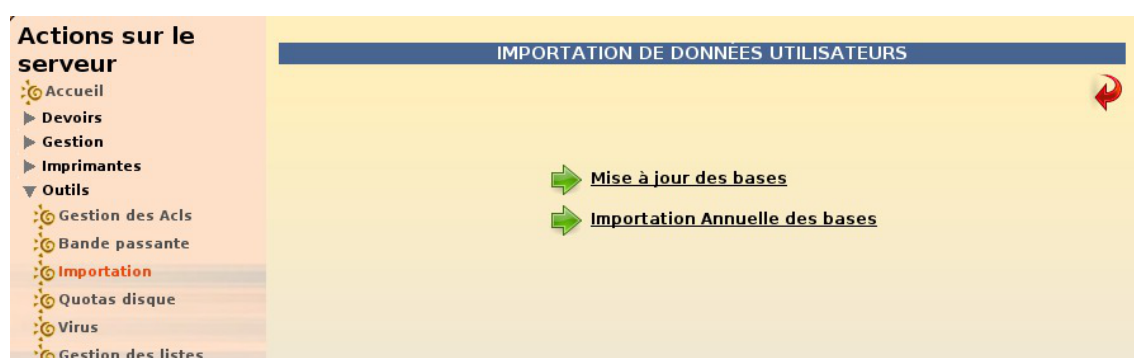 Actions sur le
serveur
Accueil
Devoirs
Gestion
Imprimantes
Outils
Gestion des Acls
Bande passante
Importation
Quotas disque
Virus
Gestion des listes
IMPORTATION DE DONNÉES UTILISATEURS
Mise à jour des bases
Importation Annuelle des bases